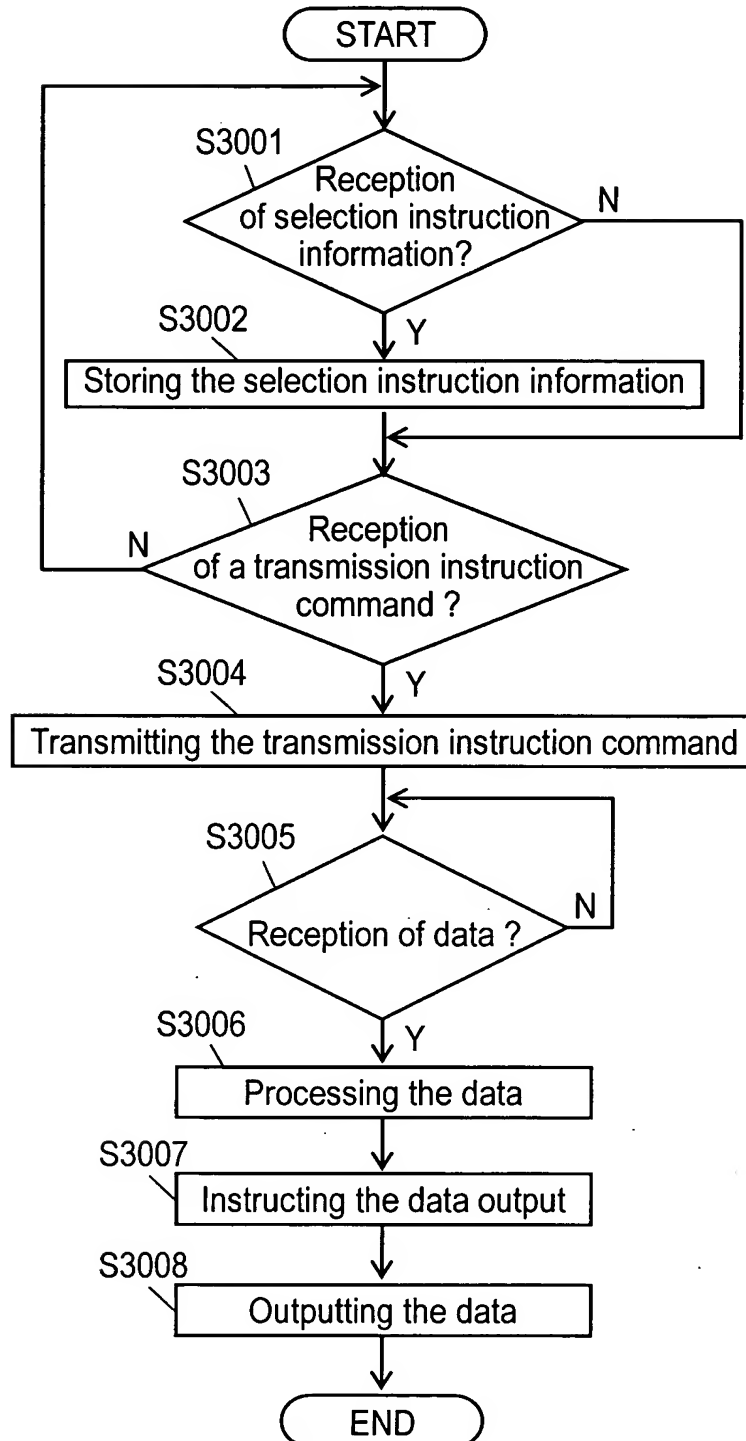 START
S3001
Reception
of selection instruction
information?
N
Y
S3002
Storing the selection instruction information
S3003
Reception
of a transmission instruction
command ?
N
Y
S3004
Transmitting the transmission instruction command
S3005
Reception of data ?
N
Y
S3006
Processing the data
S3007
Instructing the data output
S3008
Outputting the data
END